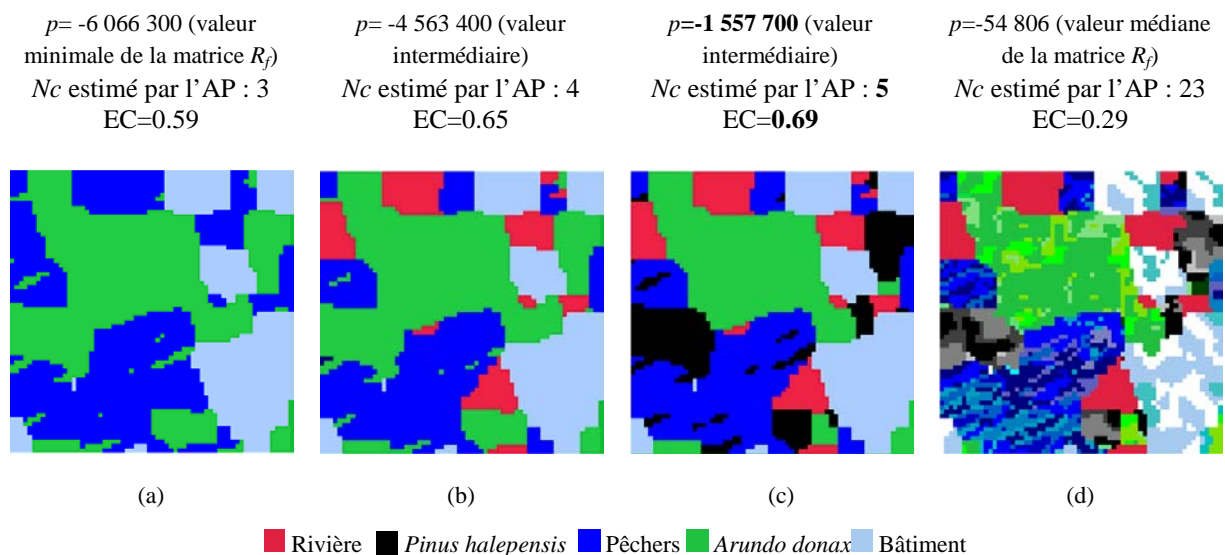 p= -6 066 300 (valeur
minimale de la matrice Rf)
Nc estimé par l’AP : 3
EC=0.59
p= -4 563 400 (valeur
intermédiaire)
Nc estimé par l’AP : 4
EC=0.65
p=-1 557 700 (valeur
intermédiaire)
Nc estimé par l’AP : 5
EC=0.69
p=-54 806 (valeur médiane
de la matrice Rf)
Nc estimé par l’AP : 23
EC=0.29
(a)
(b)
(c)
(d)
Rivière Pinus halepensis Pêchers Arundo donax Bâtiment